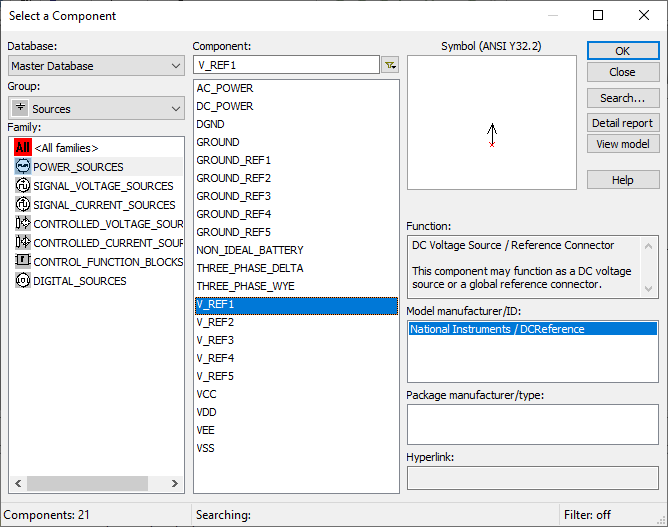 Select a Component
Database:
Master Database
Group:
Sources
Family:
All <All families>
POWER_SOURCES
SIGNAL_VOLTAGE_SOURCES
SIGNAL_CURRENT_SOURCES
CONTROLLED_VOLTAGE_SOUR
CONTROLLED_CURRENT_SOUR
CONTROL_FUNCTION_BLOCKS
DIGITAL_SOURCES
Component:
V_REF1
AC_POWER
DC_POWER
DGND
GROUND
GROUND_REF1
GROUND_REF2
GROUND_REF3
GROUND_REF4
GROUND_REF5
NON_IDEAL_BATTERY
THREE_PHASE_DELTA
THREE_PHASE_WYE
V_REF1
V_REF2
V_REF3
V_REF4
V_REF5
VCC
VDD
VEE
VSS
Symbol (ANSI Y32.2)
Function:
DC Voltage Source / Reference Connector
This component may function as a DC voltage
source or a global reference connector.
Model manufacturer/ID:
National Instruments / DCReference
Package manufacturer/type:
Hyperlink:
OK
Close
Search...
Detail report
View model
Help
Components: 21
Searching:
Filter: off